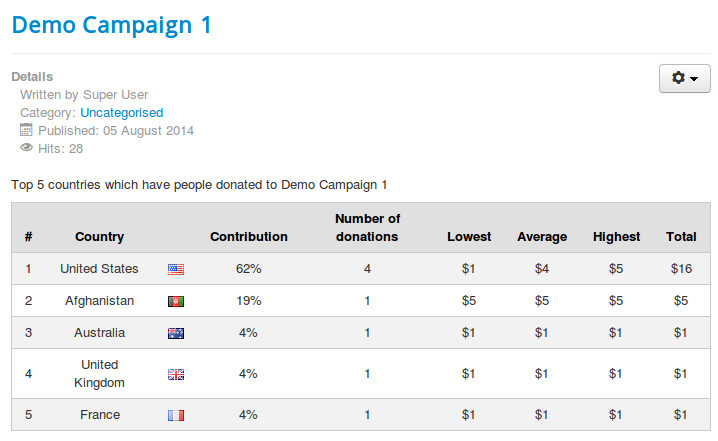 Demo Campaign 1
Details
Written by Super User
Category: Uncategorised
Published: 05 August 2014
Hits: 28
Top 5 countries which have people donated to Demo Campaign 1
# Country Contribution Number of donations Lowest Average Highest Total
1 United States 62% 4 $1 $4 $5 $16
2 Afghanistan 19% 1 $5 $5 $5 $5
3 Australia 4% 1 $1 $1 $1 $1
4 United Kingdom 4% 1 $1 $1 $1 $1
5 France 4% 1 $1 $1 $1 $1